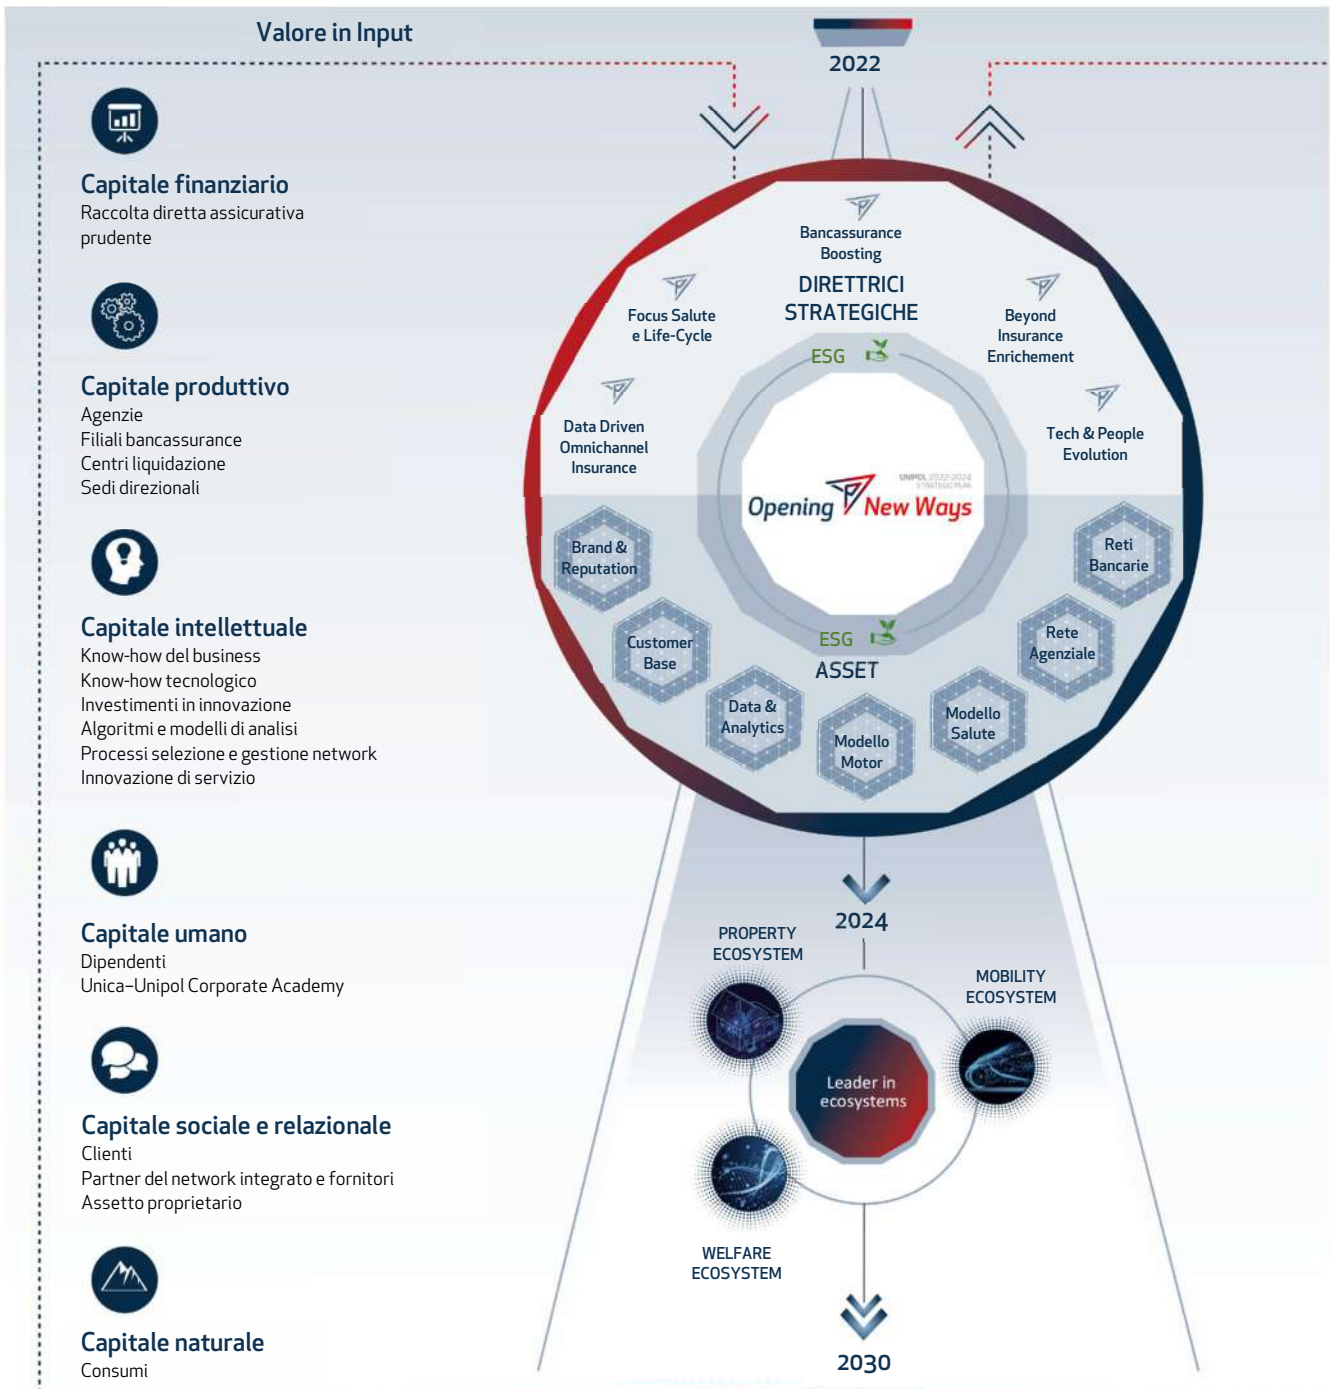 Valore in Input
Capitale finanziario
Raccolta diretta assicurativa
prudente
Capitale produttivo
Agenzie
Filiali bancassurance
Centri liquidazione
Sedi direzionali
Capitale intellettuale
Know-how del business
Know-how tecnologico
Investimenti in innovazione
Algoritmi e modelli di analisi
Processi selezione e gestione network
Innovazione di servizio
Capitale umano
Dipendenti
Unica–Unipol Corporate Academy
Capitale sociale e relazionale
Clienti
Partner del network integrato e fornitori
Assetto proprietario
Capitale naturale
Consumi
2022
Bancassurance
Boosting
DIRETTRICI
STRATEGICHE
Focus Salute
e Life-Cycle
Beyond
Insurance
Enrichement
ESG
Data Driven
Omnichannel
Insurance
Tech & People
Evolution
UNIPOL 2022-2024
STRATEGIC PLAN
Opening New Ways
Brand &
Reputation
Reti
Bancarie
Customer
Base
ESG
ASSET
Rete
Agenziale
Data &
Analytics
Modello
Motor
Modello
Salute
2024
PROPERTY
ECOSYSTEM
MOBILITY
ECOSYSTEM
Leader in
ecosystems
WELFARE
ECOSYSTEM
2030